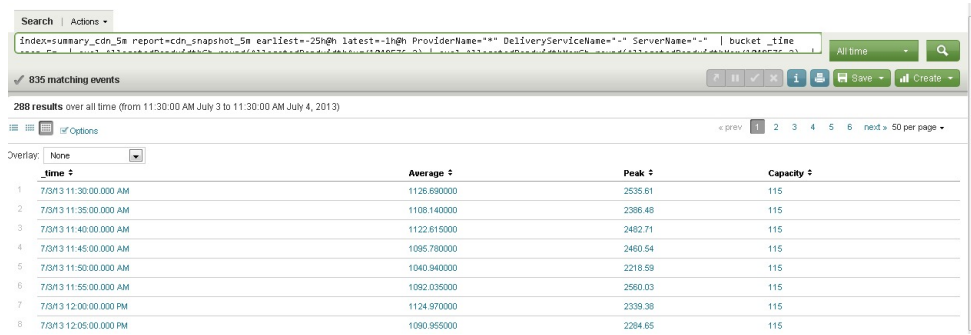 Search | Actions
index=summary_cdn_5m report=cdn_snapshot_5m earliest=-25h@h latest=-1h@h ProviderName="*" DeliveryServiceName="-" ServerName="-" | bucket _time
All time
835 matching events
Save
Create
288 results over all time (from 11:30:00 AM July 3 to 11:30:00 AM July 4, 2013)
Options
« prev 1 2 3 4 5 6 next » 50 per page
Overlay: None
_time Average Peak Capacity
1 7/3/13 11:30:00.000 AM 1126.690000 2535.61 115
2 7/3/13 11:35:00.000 AM 1108.140000 2386.48 115
3 7/3/13 11:40:00.000 AM 1122.615000 2482.71 115
4 7/3/13 11:45:00.000 AM 1095.780000 2460.54 115
5 7/3/13 11:50:00.000 AM 1040.940000 2218.59 115
6 7/3/13 11:55:00.000 AM 1092.035000 2560.03 115
7 7/3/13 12:00:00.000 PM 1124.970000 2339.38 115
8 7/3/13 12:05:00.000 PM 1090.955000 2284.65 115